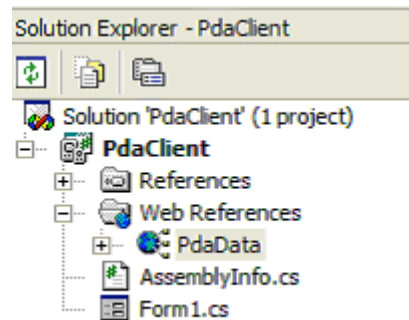 Solution Explorer - PdaClient
Solution 'PdaClient' (1 project)
PdaClient
References
Web References
PdaData
AssemblyInfo.cs
Form1.cs